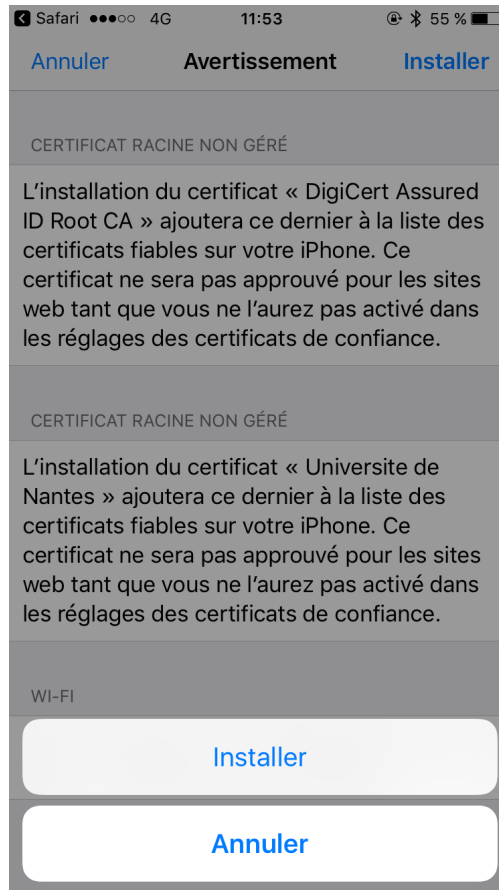 Safari 4G 11:53 55 %
Annuler Avertissement Installer
CERTIFICAT RACINE NON GÉRÉ
L’installation du certificat « DigiCert Assured
ID Root CA » ajoutera ce dernier à la liste des
certificats fiables sur votre iPhone. Ce
certificat ne sera pas approuvé pour les sites
web tant que vous ne l’aurez pas activé dans
les réglages des certificats de confiance.
CERTIFICAT RACINE NON GÉRÉ
L’installation du certificat « Universite de
Nantes » ajoutera ce dernier à la liste des
certificats fiables sur votre iPhone. Ce
certificat ne sera pas approuvé pour les sites
web tant que vous ne l’aurez pas activé dans
les réglages des certificats de confiance.
WI-FI
Installer
Annuler